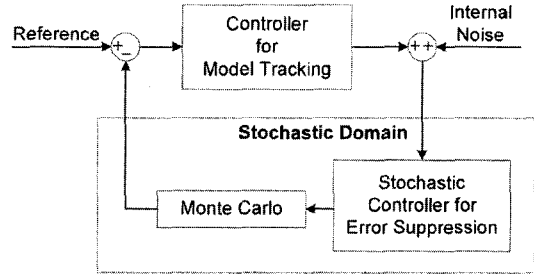 Reference
+
−
Controller
for
Model Tracking
+ +
Internal
Noise
Stochastic Domain
Monte Carlo
Stochastic
Controller for
Error Suppression